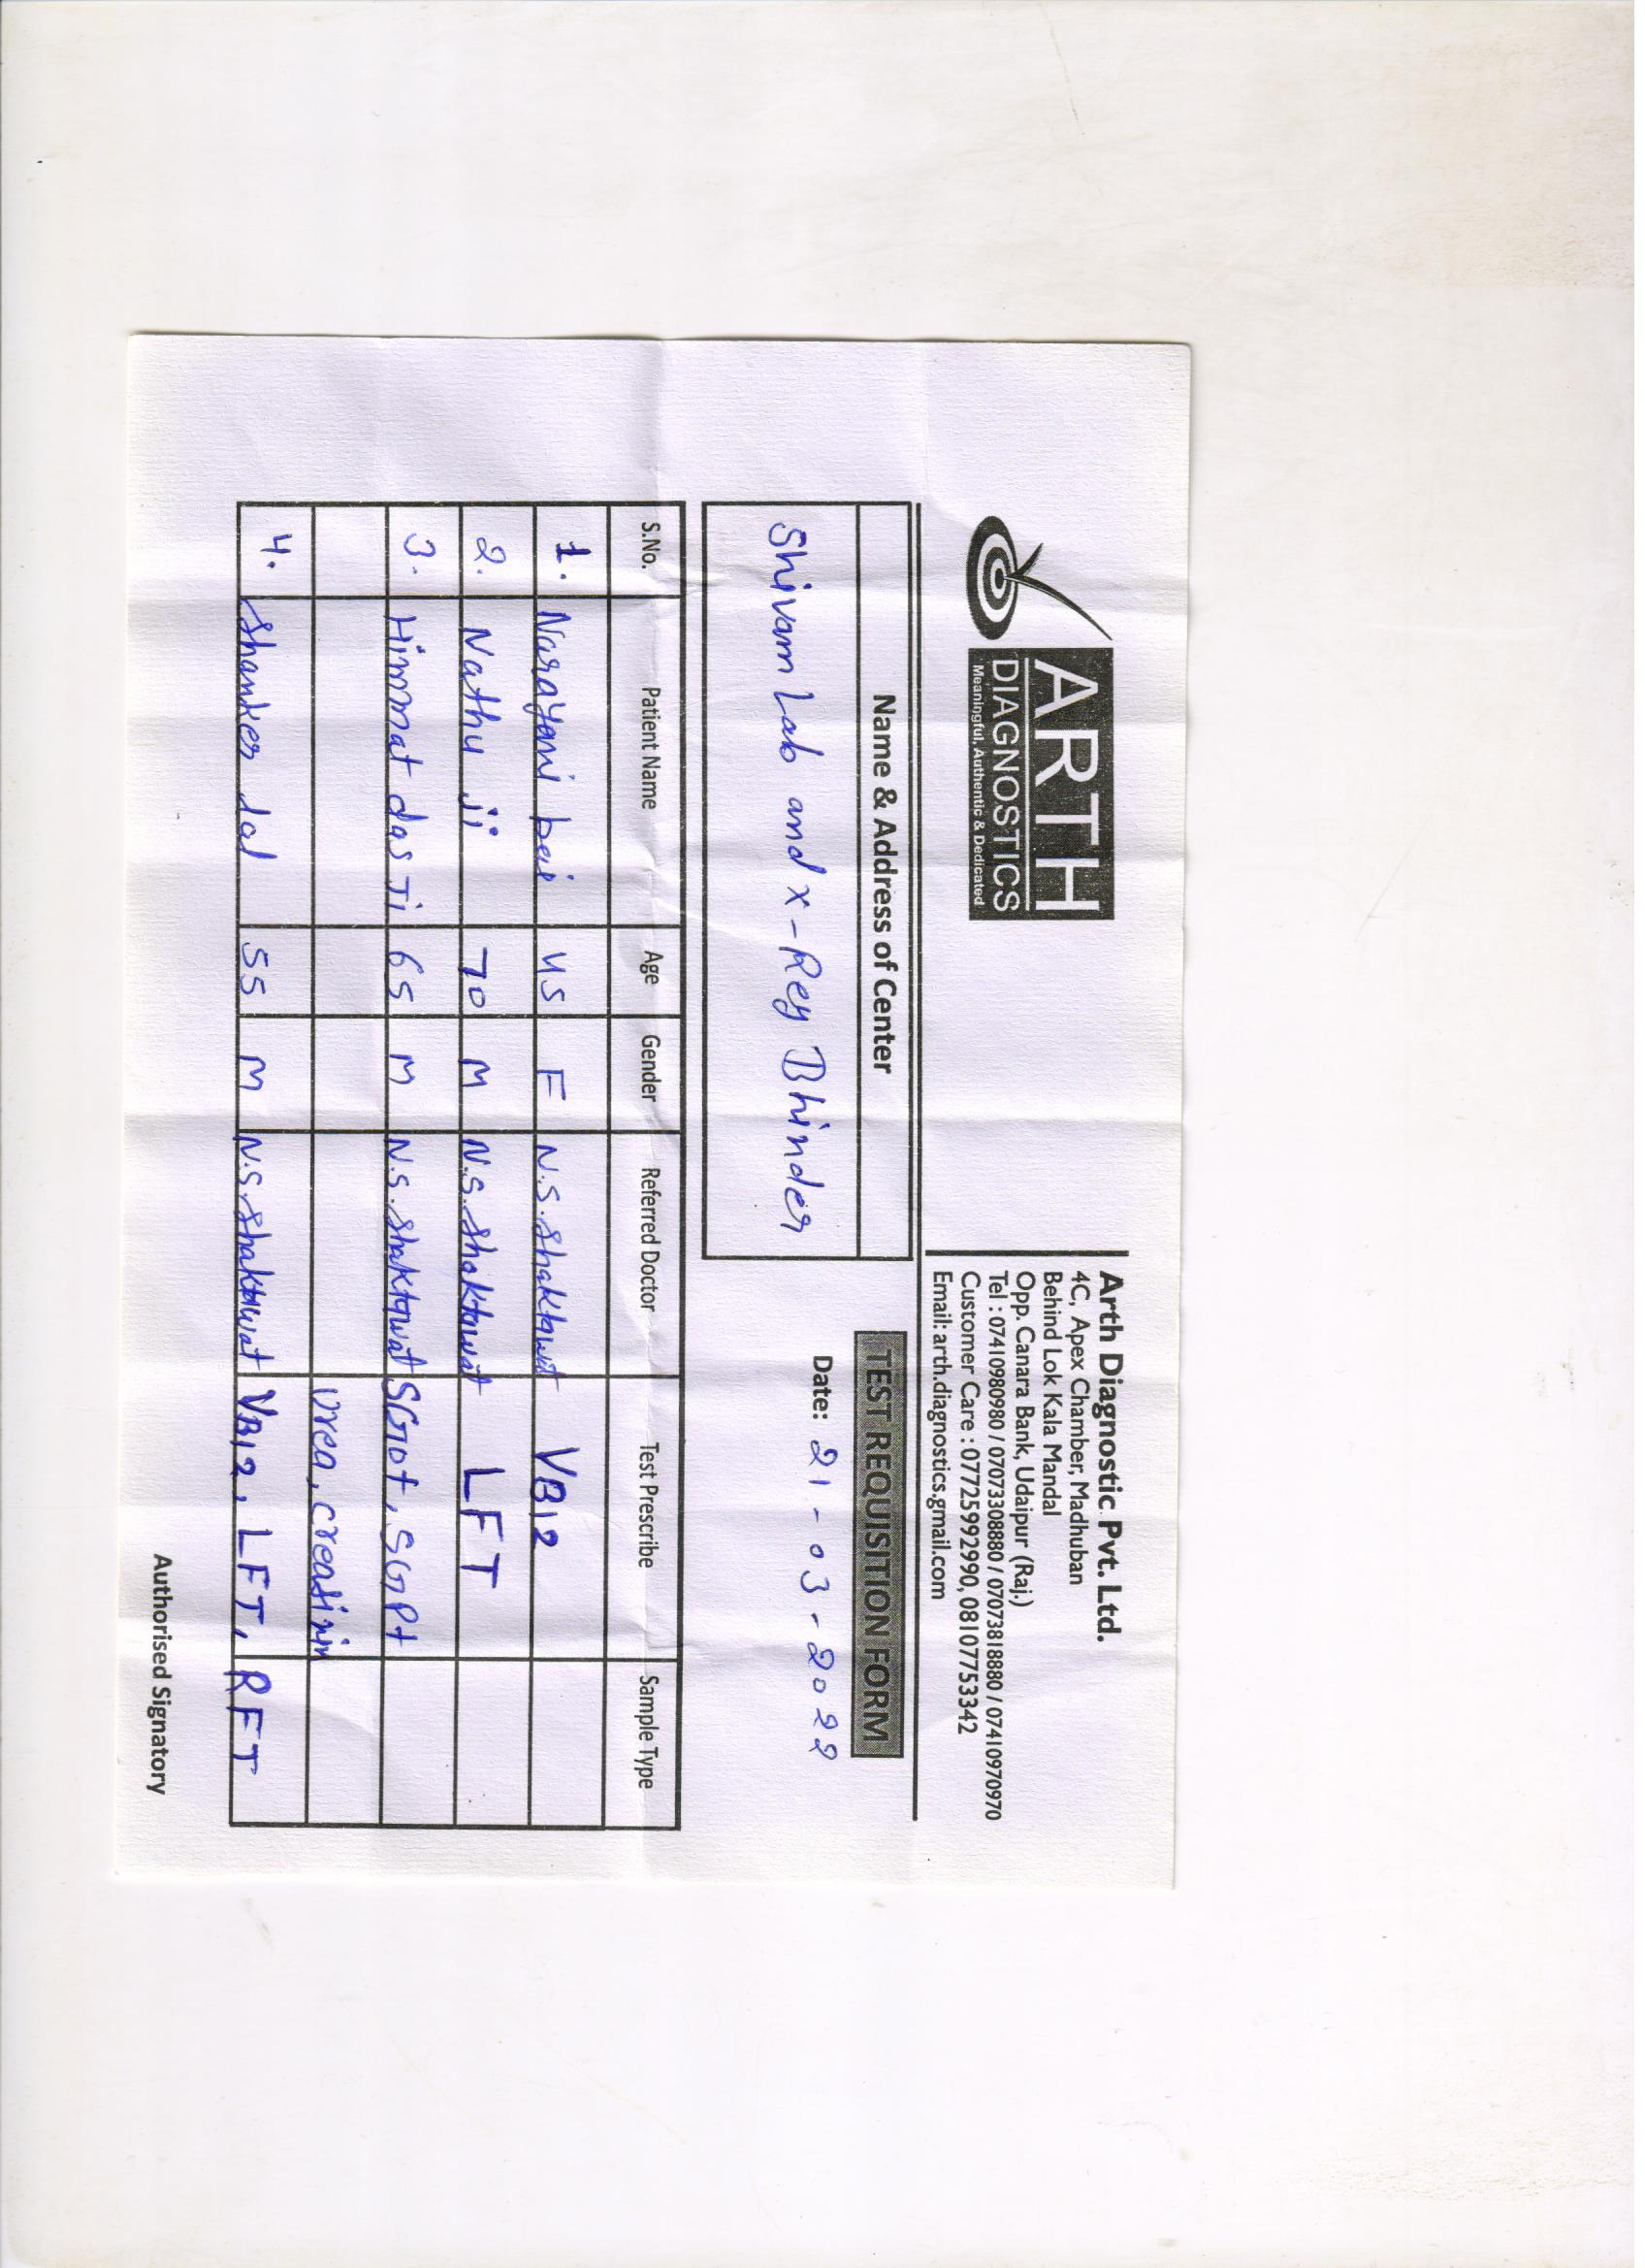 ARTH
DIAGNOSTICS
Meaningful, Authentic & Dedicated
Arth Diagnostic Pvt. Ltd.
4C, Apex Chamber, Madhuban
Behind Lok Kala Mandal
Opp. Canara Bank, Udaipur (Raj.)
Tel : 07410980980 / 07073308880 / 07073818880 / 07410970970
Customer Care : 07725992990, 08107753342
Email: arth.diagnostics.gmail.com
Name & Address of Center
Shivam Lab and X-Rey Bhinder
TEST REQUISITION FORM
Date: 21-03-2022
S.No. Patient Name Age Gender Referred Doctor Test Prescribe Sample Type
1. Narayani bai 45 F N.S. Shaktawat VB12
2. Nathu ji 70 M N.S. Shaktawat LFT
3. Himmat das Ti 65 M N.S. Shaktawat SGOt, SGPt
Urea, creatinin
4. Shanker lal 55 M N.S. Shaktawat VB12, LFT, RFT
Authorised Signatory